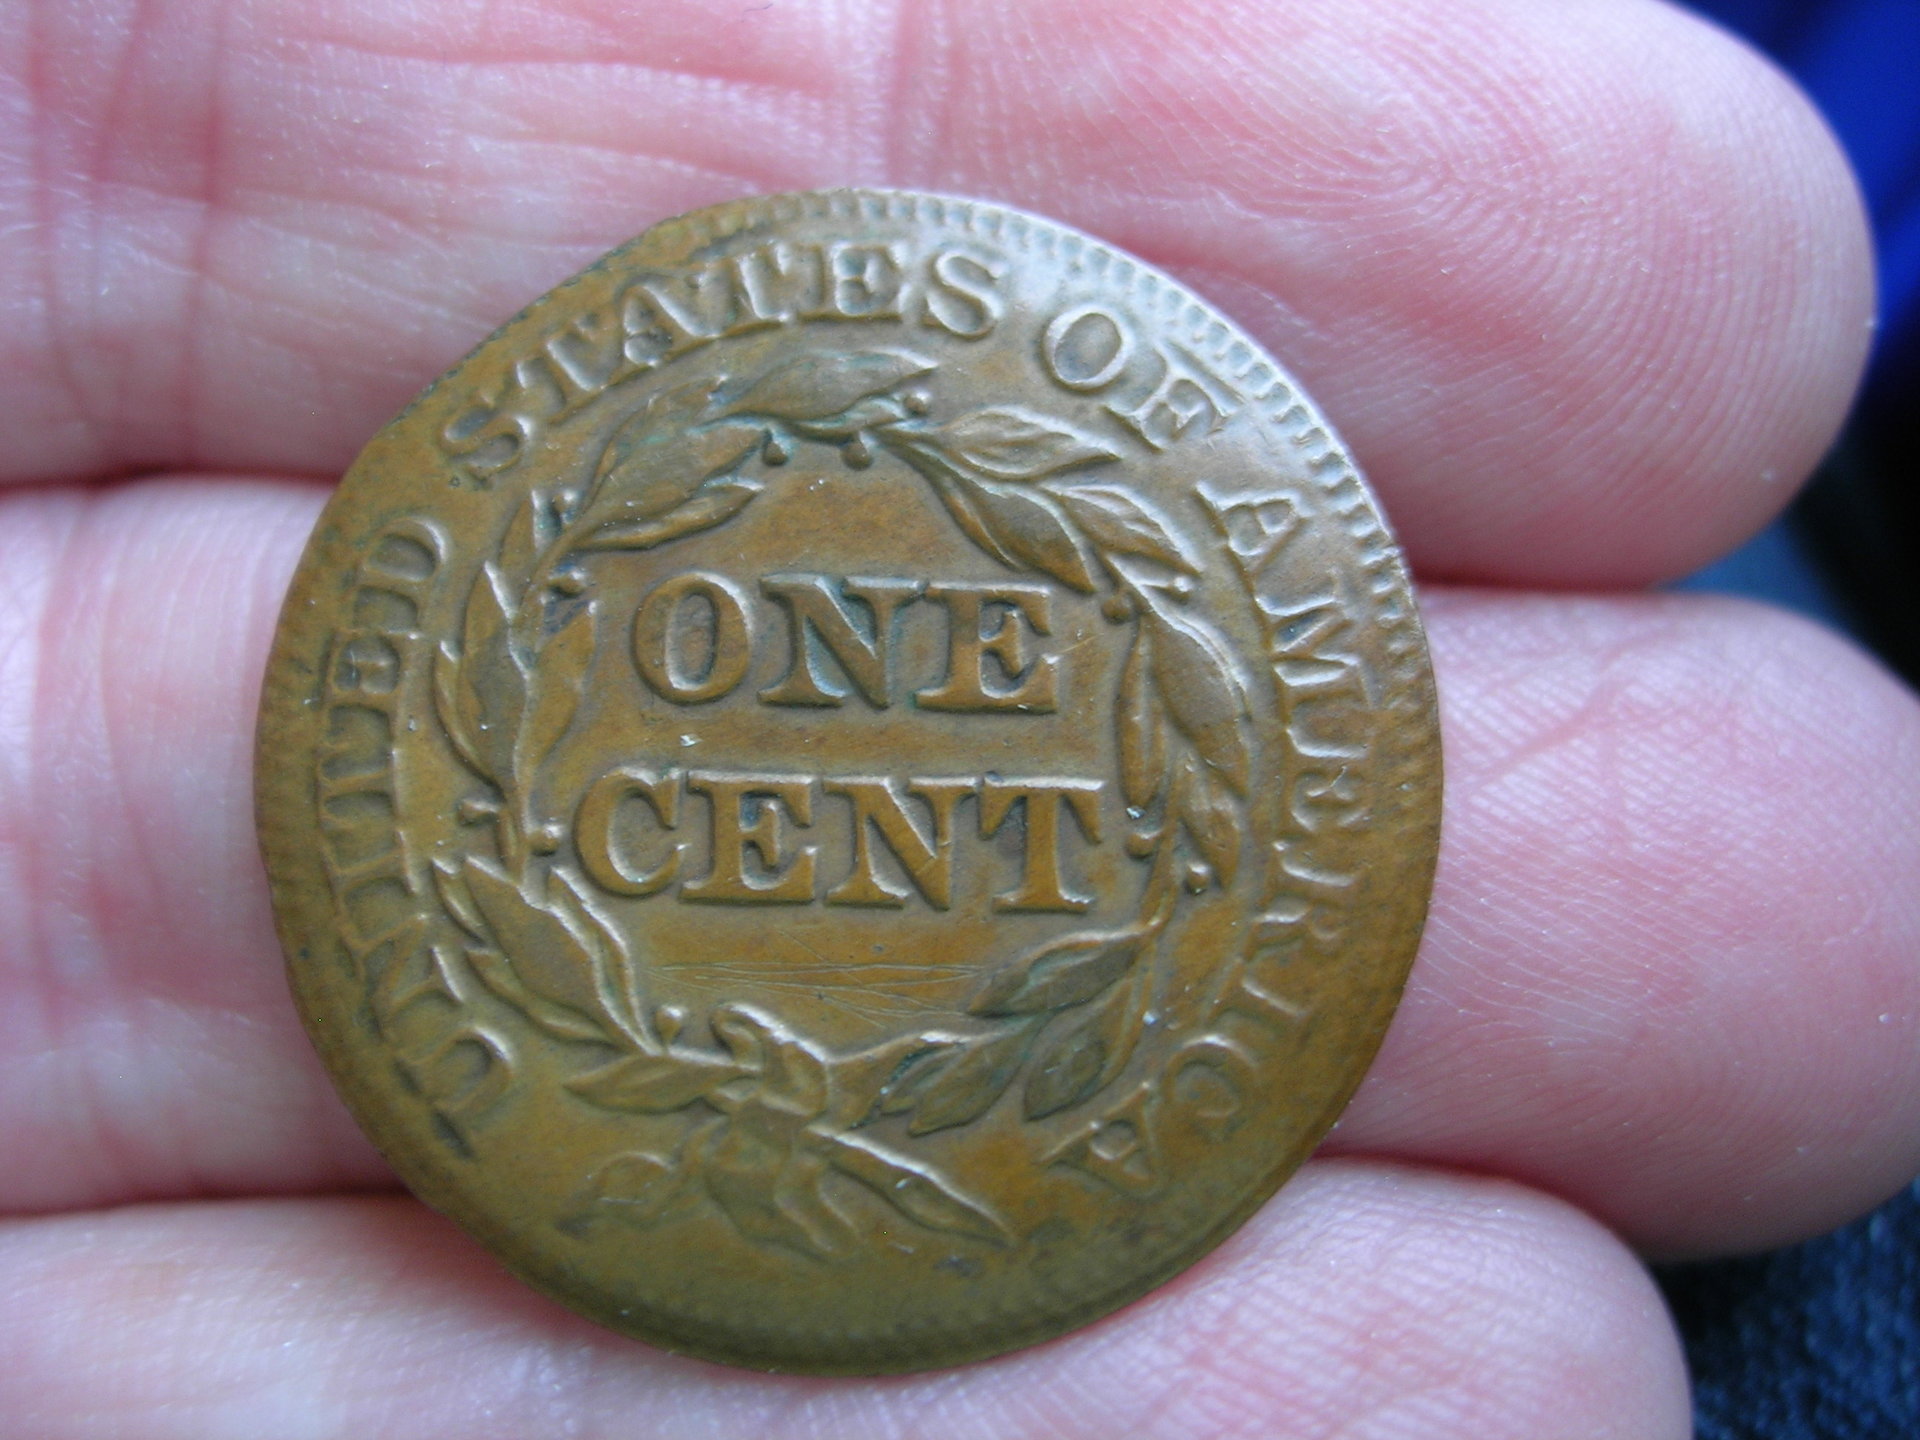 UNITED STATES OF AMERICA
ONE
CENT